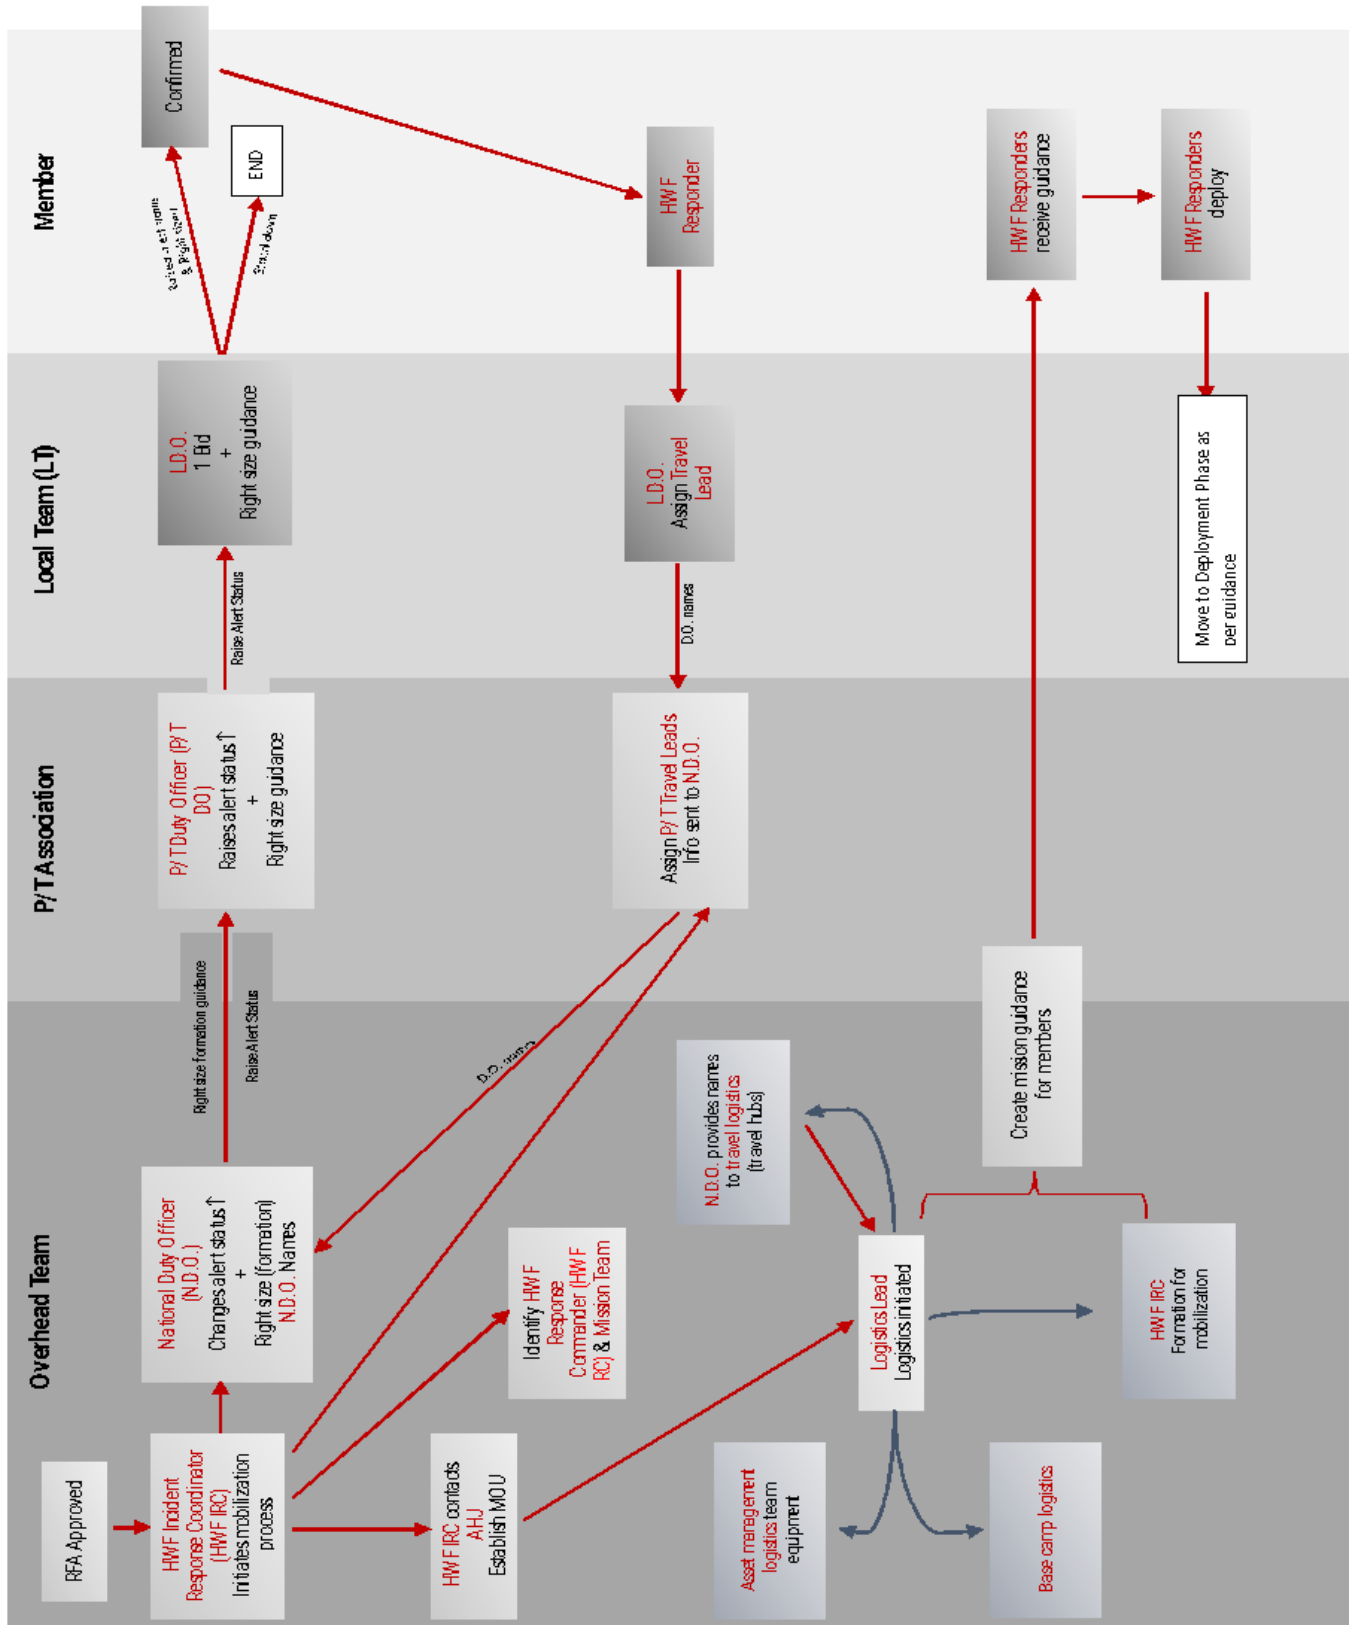 Overhead Team
P/T Association
Local Team (LT)
Member
RFA Approved
HWF Incident
Response Coordinator
(HWF IRC)
Initiates mobilization
process
National Duty Officer
(N.D.O.)
Changes alert status↑
+
Right size (formation)
N.D.O. Names
Right size formation guidance
Raise Alert Status
P/T Duty Officer (P/T
DO)
Raises alert status↑
+
Right size guidance
Raise Alert Status
L.D.O.
1 Bid
+
Right size guidance
& Right sized
Stand down
Confirmed
END
HWF
Responder
L.D.O.
Assign Travel
Lead
D.O. names
Assign P/T Travel Leads
Info sent to N.D.O.
D.O. names
Identify HWF
Response
Commander (HWF
RC) & Mission Team
HWF IRC contacts
AHJ
Establish MOU
N.D.O. provides names
to travel logistics
(travel hubs)
Logistics Lead
Logistics initiated
Asset management
logistics team
equipment
Base camp logistics
HWF IRC
Formation for
mobilization
Create mission guidance
for members
HWF Responders
receive guidance
HWF Responders
deploy
Move to Deployment Phase as
per guidance